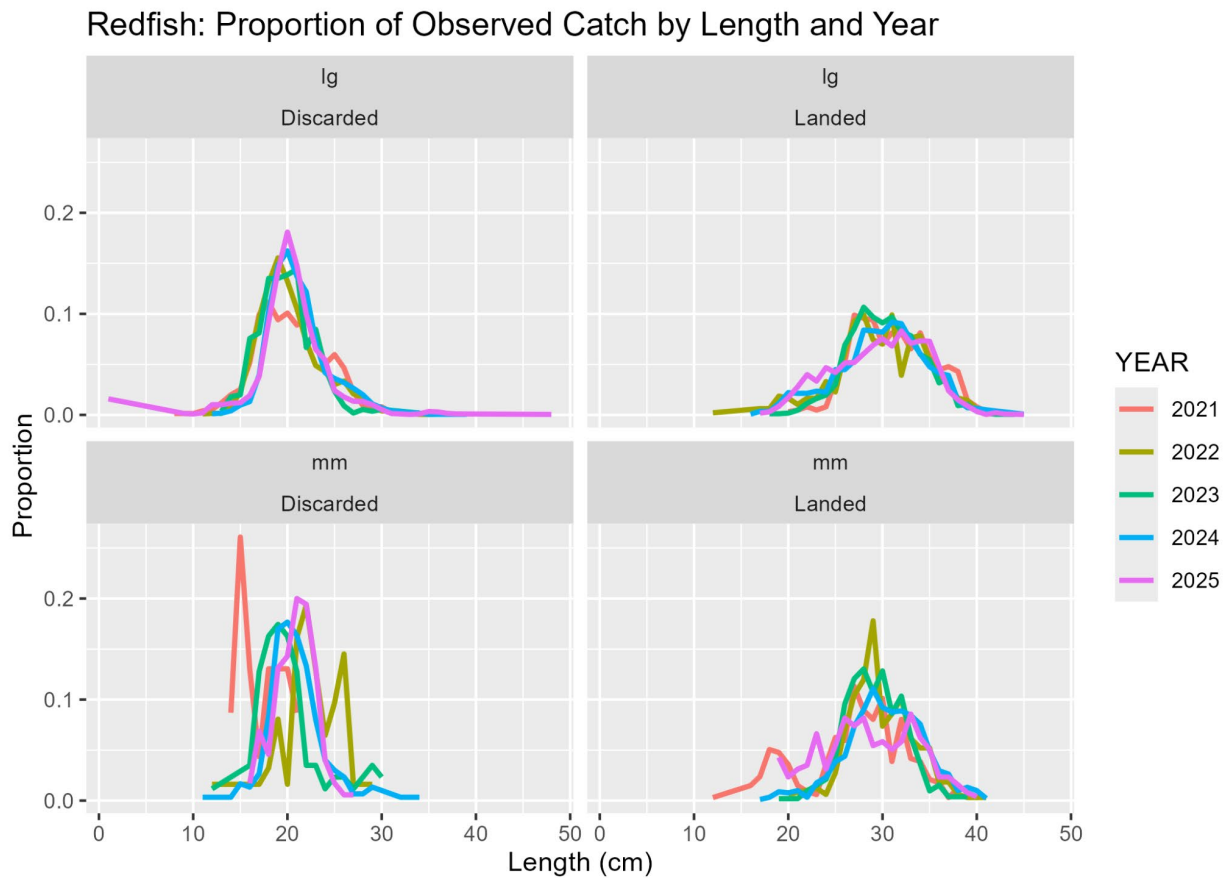 Redfish: Proportion of Observed Catch by Length and Year
lg
Discarded
lg
Landed
0.2
0.1
0.0
mm
Discarded
mm
Landed
0.2
0.1
0.0
0 10 20 30 40 50
0 10 20 30 40 50
Length (cm)
Proportion
YEAR
2021
2022
2023
2024
2025